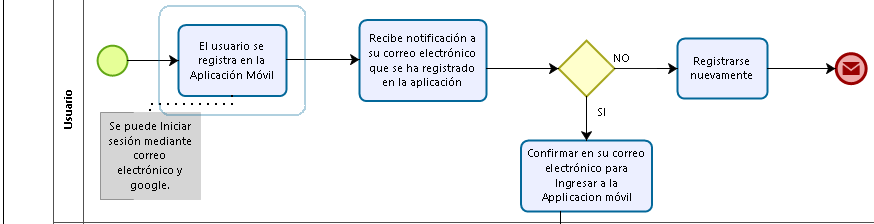 Usuario
El usuario se
registra en la
Aplicación Móvil
Se puede Iniciar
sesión mediante
correo
electrónico y
google.
Recibe notificación a
su correo electrónico
que se ha registrado
en la aplicación
NO
SI
Registrarse
nuevamente
Confirmar en su correo
electrónico para
Ingresar a la
Applicacion móvil